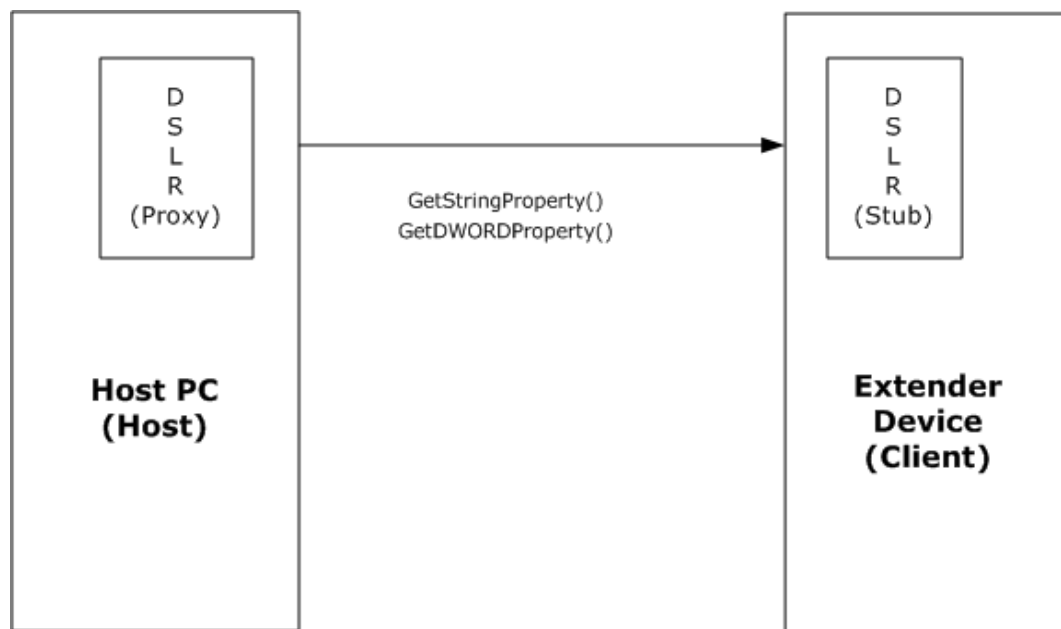 D
S
L
R
(Proxy)
Host PC
(Host)
GetStringProperty()
GetDWORDProperty()
D
S
L
R
(Stub)
Extender
Device
(Client)